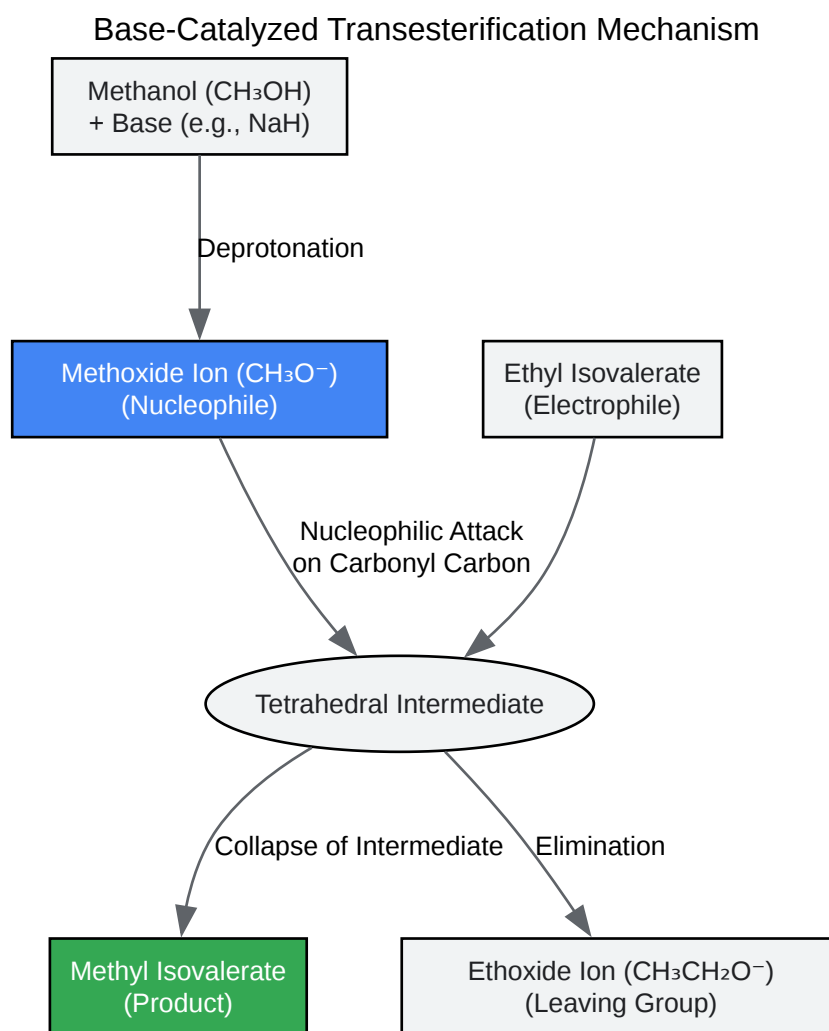 Base-Catalyzed Transesterification Mechanism
Methanol (CH₃OH)
+ Base (e.g., NaH)
Deprotonation
Methoxide Ion (CH₃O⁻)
(Nucleophile)
Ethyl Isovalerate
(Electrophile)
Nucleophilic Attack
on Carbonyl Carbon
Tetrahedral Intermediate
Collapse of Intermediate
Elimination
Methyl Isovalerate
(Product)
Ethoxide Ion (CH₃CH₂O⁻)
(Leaving Group)